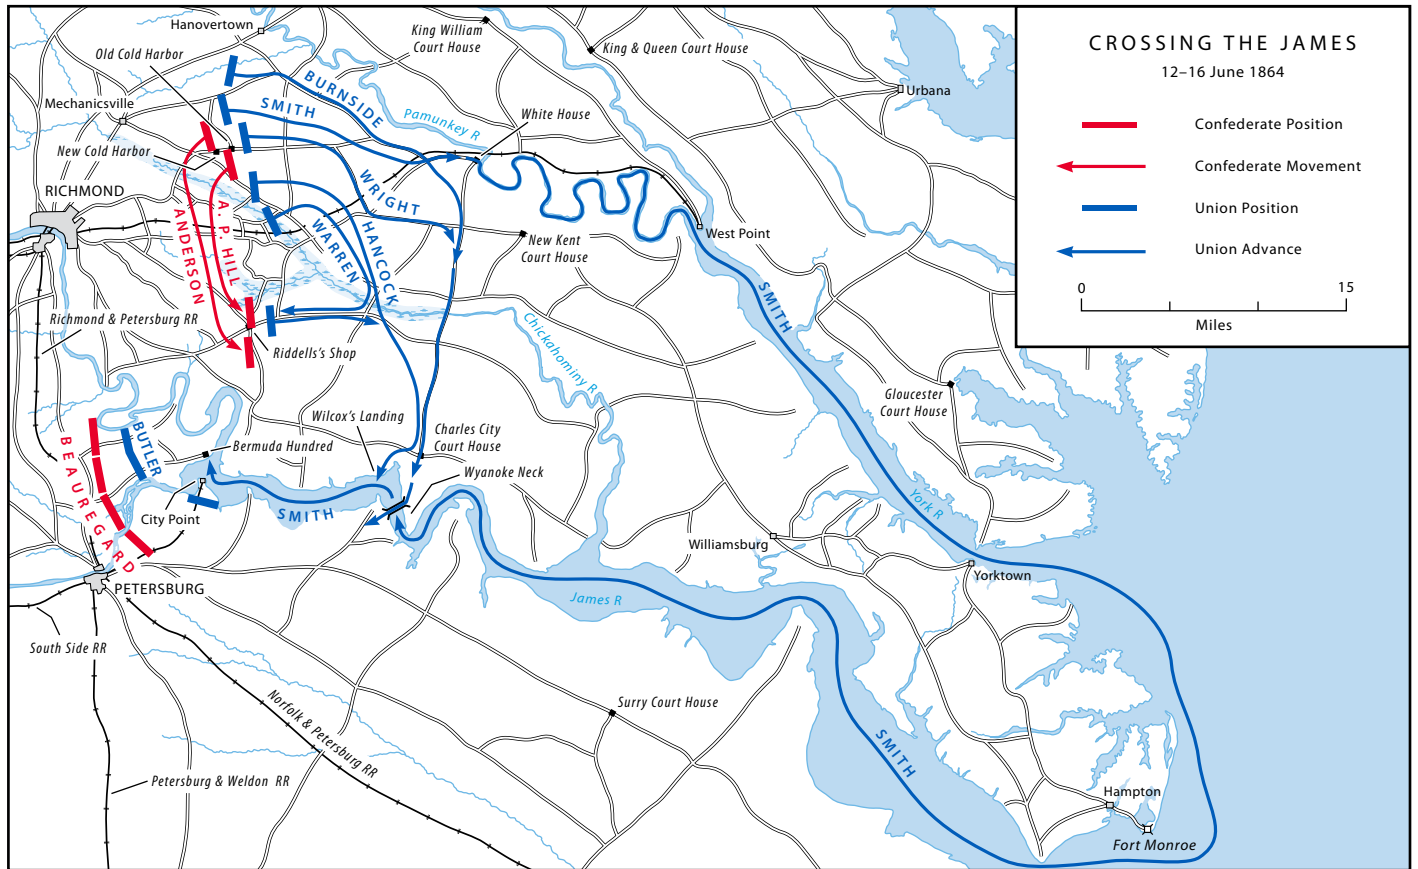 CROSSING THE JAMES
12–16 June 1864
Confederate Position
Confederate Movement
Union Position
Union Advance
0
15
Miles
Hanovertown
King William
Court House
King & Queen Court House
Old Cold Harbor
Urbana
BURNSIDE
SMITH
Mechanicsville
Pamunkey R
White House
New Cold Harbor
RICHMOND
WRIGHT
A. P. HILL
ANDERSON
HANCOCK
WARREN
West Point
New Kent
Court House
SMITH
Richmond & Petersburg RR
Chickahominy R
Riddells's Shop
Gloucester
Court House
Wilcox's Landing
Charles City
Court House
BUTLER
BEAUREGARD
Bermuda Hundred
Wyanoke Neck
SMITH
City Point
York R
Williamsburg
Yorktown
PETERSBURG
James R
South Side RR
Norfolk & Petersburg RR
Surry Court House
SMITH
Petersburg & Weldon RR
Hampton
Fort Monroe